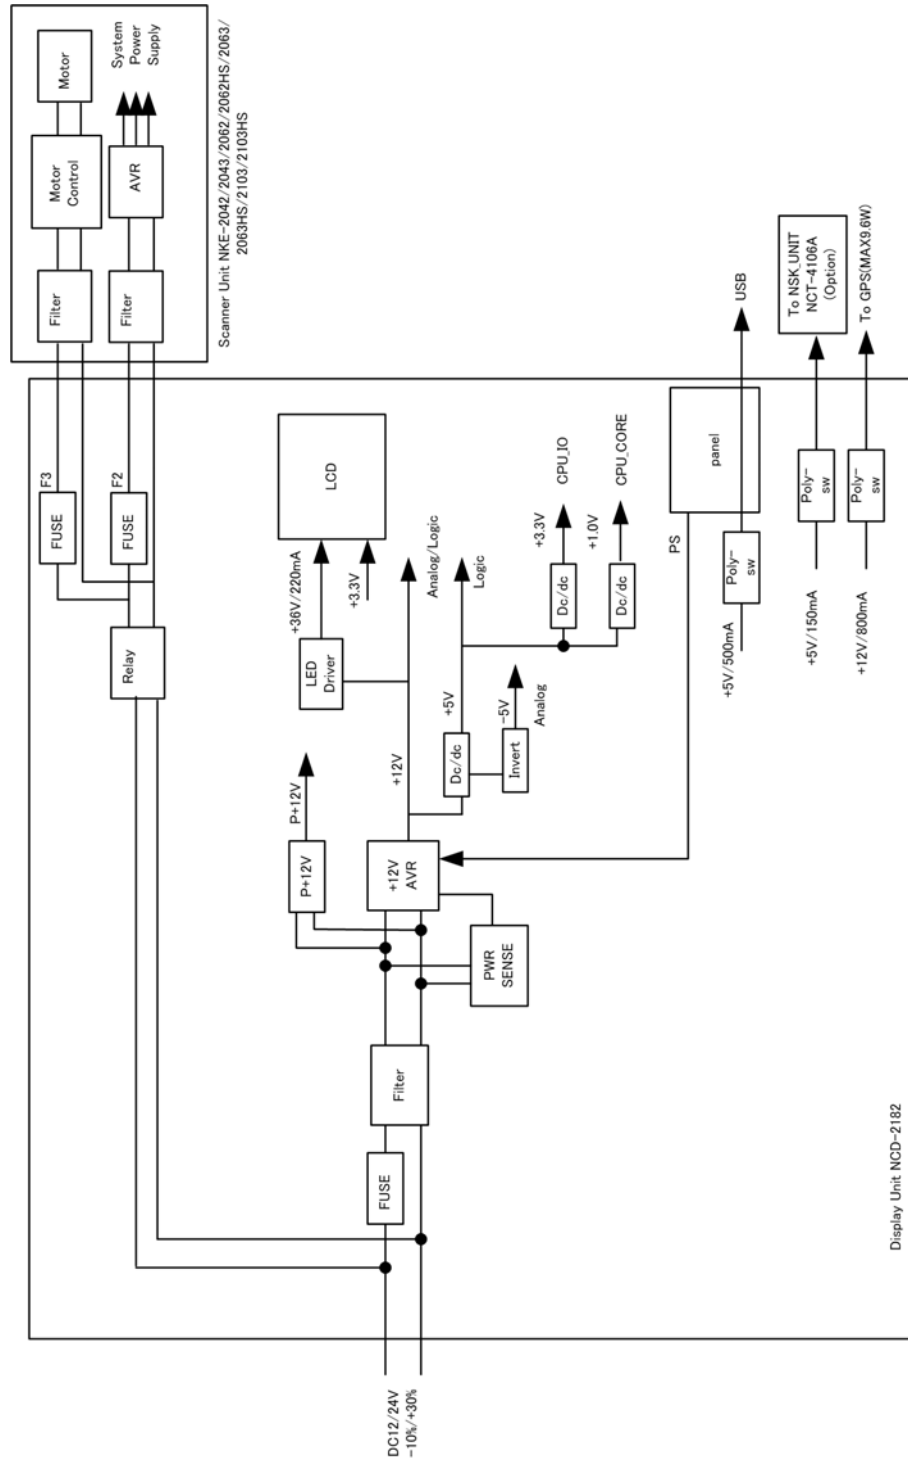 Motor
Motor
Control
Filter
System
Power
Supply
AVR
Filter
Scanner Unit NKE-2042/2043/2062/2062HS/2063/
2063HS/2103/2103HS
F3
FUSE
F2
FUSE
Relay
LCD
+36V/220mA
+3.3V
LED
Driver
Analog/Logic
+12V
P+12V
P+12V
+12V
AVR
Logic
+5V
Dc/dc
-5V
Invert
Analog
+3.3V
CPU_IO
Dc/dc
+1.0V
CPU_CORE
Dc/dc
PWR
SENSE
Filter
FUSE
DC12/24V
-10%/+30%
panel
PS
USB
Poly-
sw
+5V/500mA
To NSK_UNIT
NCT-4106A
(Option)
Poly-
sw
+5V/150mA
To GPS(MAX9.6W)
Poly-
sw
+12V/800mA
Display Unit NCD-2182